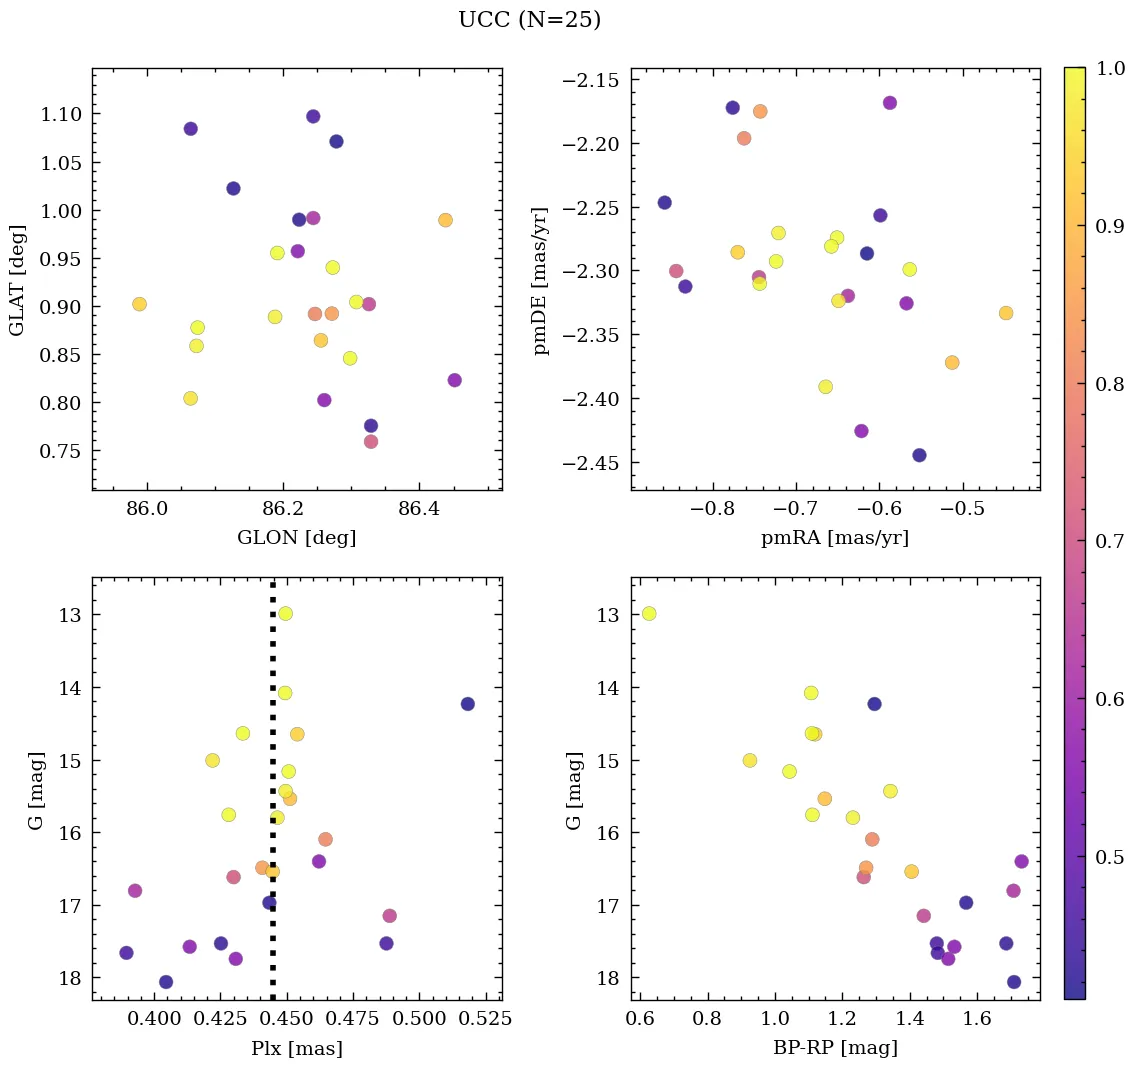 UCC (N=25)
1.10
1.05
1.00
0.95
0.90
0.85
0.80
0.75
GLAT [deg]
86.0 86.2 86.4
GLON [deg]
−2.15
−2.20
−2.25
−2.30
−2.35
−2.40
−2.45
pmDE [mas/yr]
−0.8 −0.7 −0.6 −0.5
pmRA [mas/yr]
13
14
15
16
17
18
G [mag]
0.400 0.425 0.450 0.475 0.500 0.525
Plx [mas]
13
14
15
16
17
18
G [mag]
0.6 0.8 1.0 1.2 1.4 1.6
BP-RP [mag]
1.0
0.9
0.8
0.7
0.6
0.5